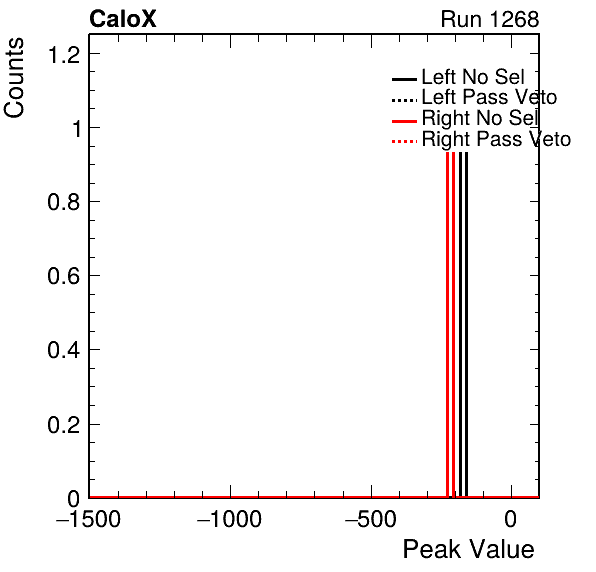 CaloX Run 1268
Counts
1.2
1
0.8
0.6
0.4
0.2
0
Left No Sel
Left Pass Veto
Right No Sel
Right Pass Veto
−1500 −1000 −500 0
Peak Value